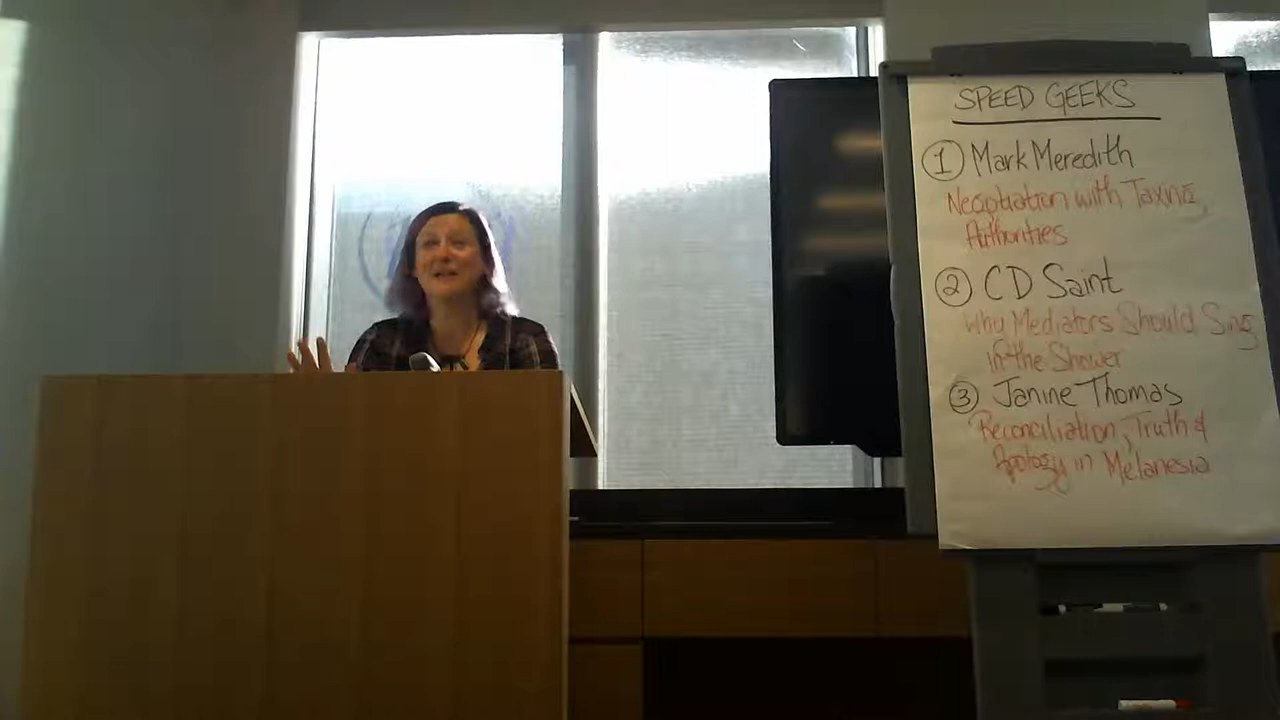 SPEED GEEKS
1 Mark Meredith
Negotiation with Taxing
Authorities
2 CD Saint
Why Mediators Should Sing
in the Shower
3 Janine Thomas
Reconciliation, Truth &
Apology in Melanesia